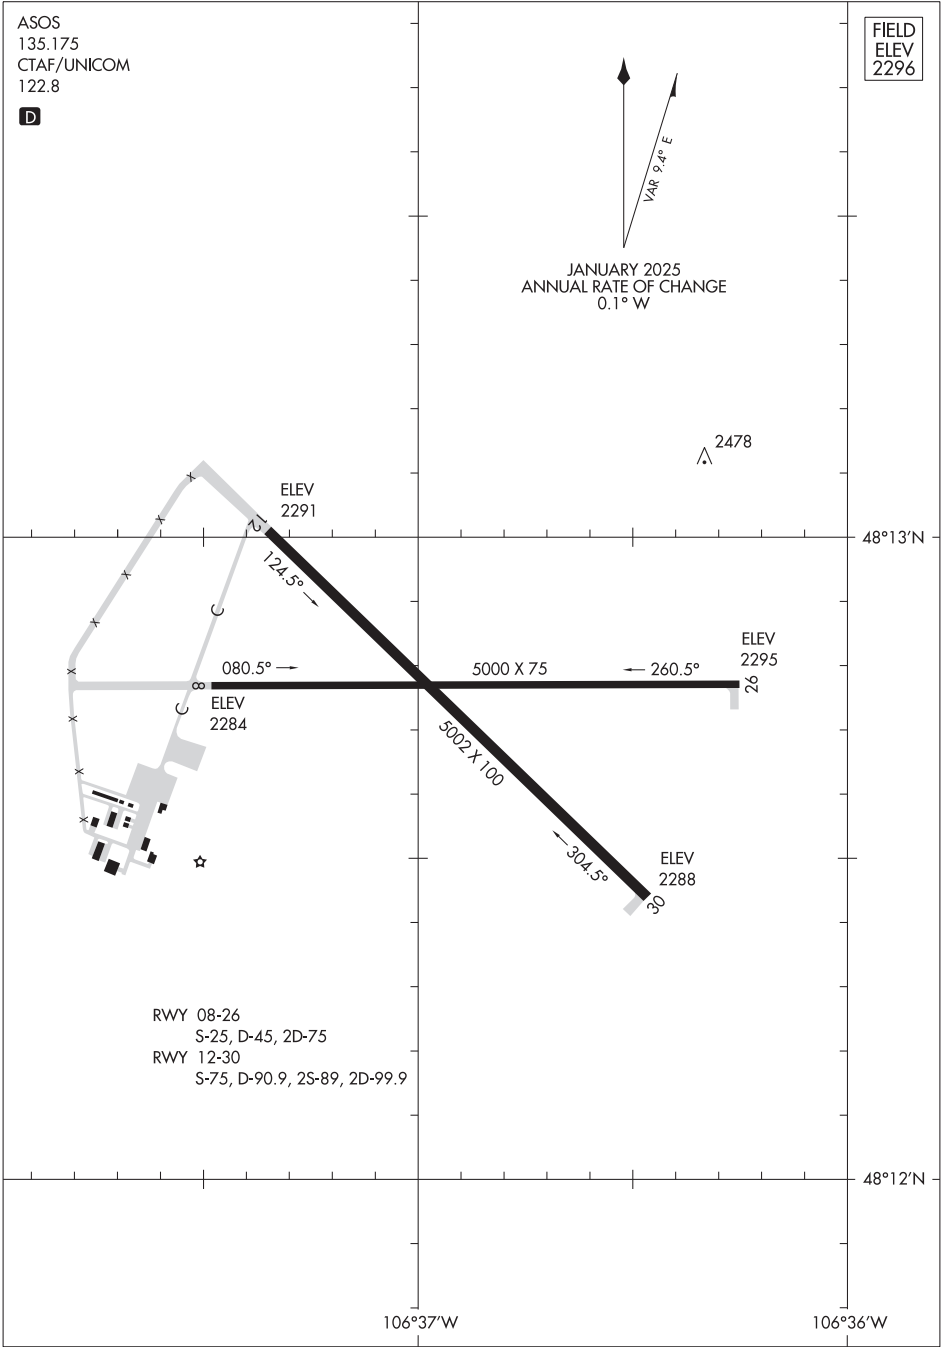 ASOS
135.175
CTAF/UNICOM
122.8
D
FIELD
ELEV
2296
VAR 9.4° E
JANUARY 2025
ANNUAL RATE OF CHANGE
0.1° W
2478
ELEV
2291
12
48°13'N
124.5°
C
ELEV
2295
080.5°
5000 X 75
260.5°
8
26
ELEV
2284
C
5002 X 100
304.5°
ELEV
2288
30
RWY 08-26
S-25, D-45, 2D-75
RWY 12-30
S-75, D-90.9, 2S-89, 2D-99.9
48°12'N
106°37'W
106°36'W